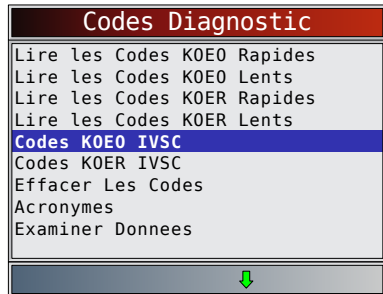 Codes Diagnostic
Lire les Codes KOEO Rapides
Lire les Codes KOEO Lents
Lire les Codes KOER Rapides
Lire les Codes KOER Lents
Codes KOEO IVSC
Codes KOER IVSC
Effacer Les Codes
Acronymes
Examiner Donnees